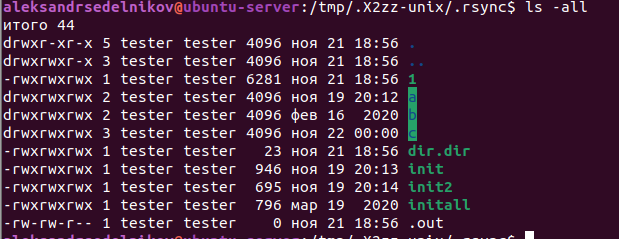 aleksandrsedelnikov@ubuntu-server:/tmp/.X2zz-unix/.rsync$ ls -all
итого 44
drwxr-xr-x 5 tester tester 4096 ноя 21 18:56 .
drwxrwxrwx 3 tester tester 4096 ноя 21 18:56 ..
-rwxrwxrwx 1 tester tester 6281 ноя 21 18:56 1
drwxrwxrwx 2 tester tester 4096 ноя 19 20:12 a
drwxrwxrwx 2 tester tester 4096 фев 16  2020 b
drwxrwxrwx 3 tester tester 4096 ноя 22 00:00 c
-rwxrwxrwx 1 tester tester   23 ноя 21 18:56 dir.dir
-rwxrwxrwx 1 tester tester  946 ноя 19 20:13 init
-rwxrwxrwx 1 tester tester  695 ноя 19 20:14 init2
-rwxrwxrwx 1 tester tester  796 мар 19  2020 initall
-rw-rw-r-- 1 tester tester    0 ноя 21 18:56 .out
aleksandrsedelnikov@ubuntu-server:/tmp/.X2zz-unix/.rsync$